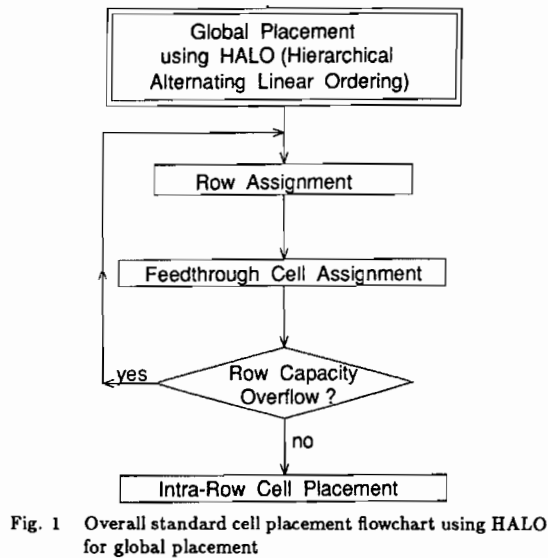 Global Placement
using HALO (Hierarchical
Alternating Linear Ordering)
Row Assignment
Feedthrough Cell Assignment
Row Capacity
Overflow ?
yes
no
Intra-Row Cell Placement
Fig. 1 Overall standard cell placement flowchart using HALO
for global placement